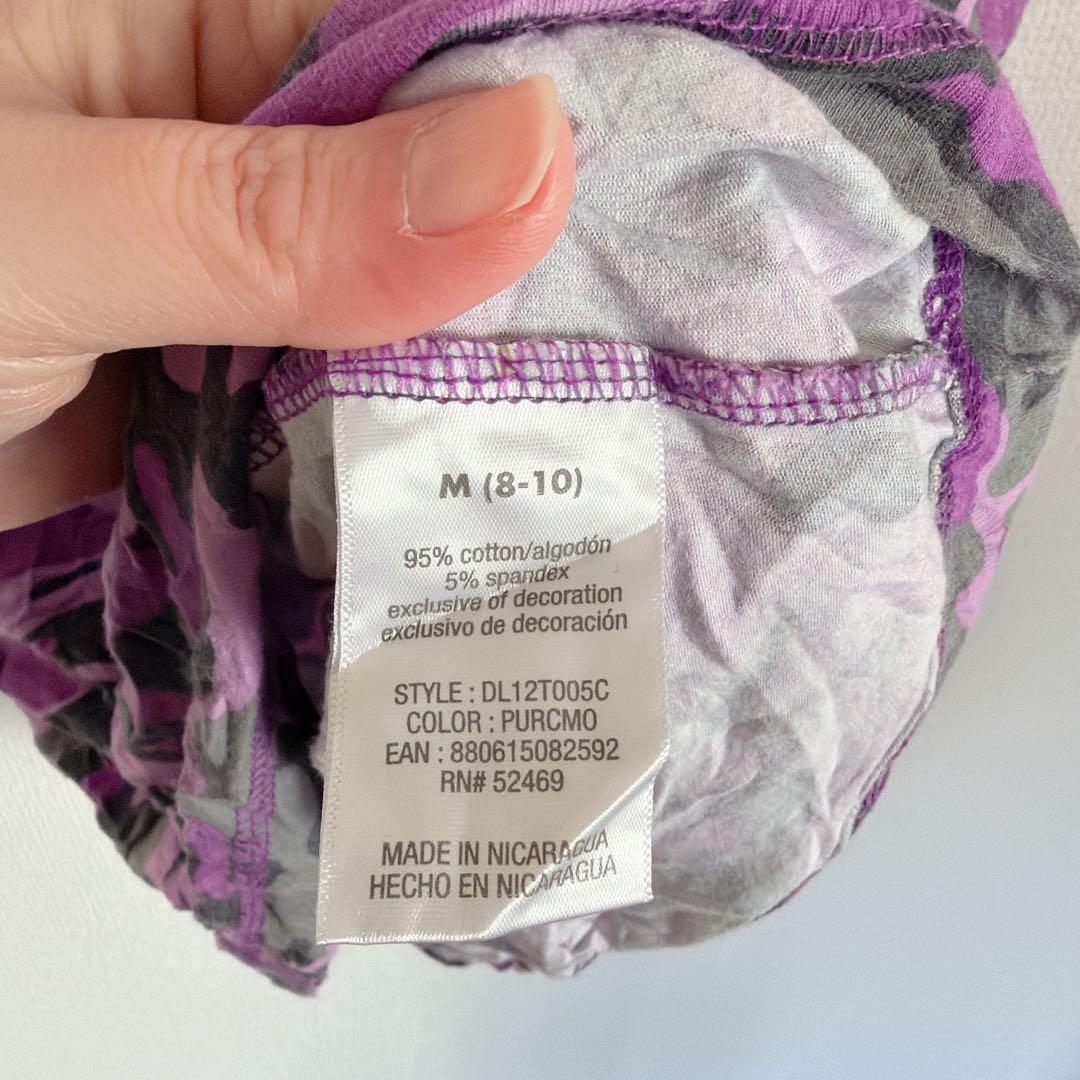 M (8-10)
95% cotton/algodón
5% spandex
exclusive of decoration
exclusivo de decoración
STYLE : DL12T005C
COLOR : PURCMO
EAN : 880615082592
RN# 52469
MADE IN NICARAGUA
HECHO EN NICARAGUA